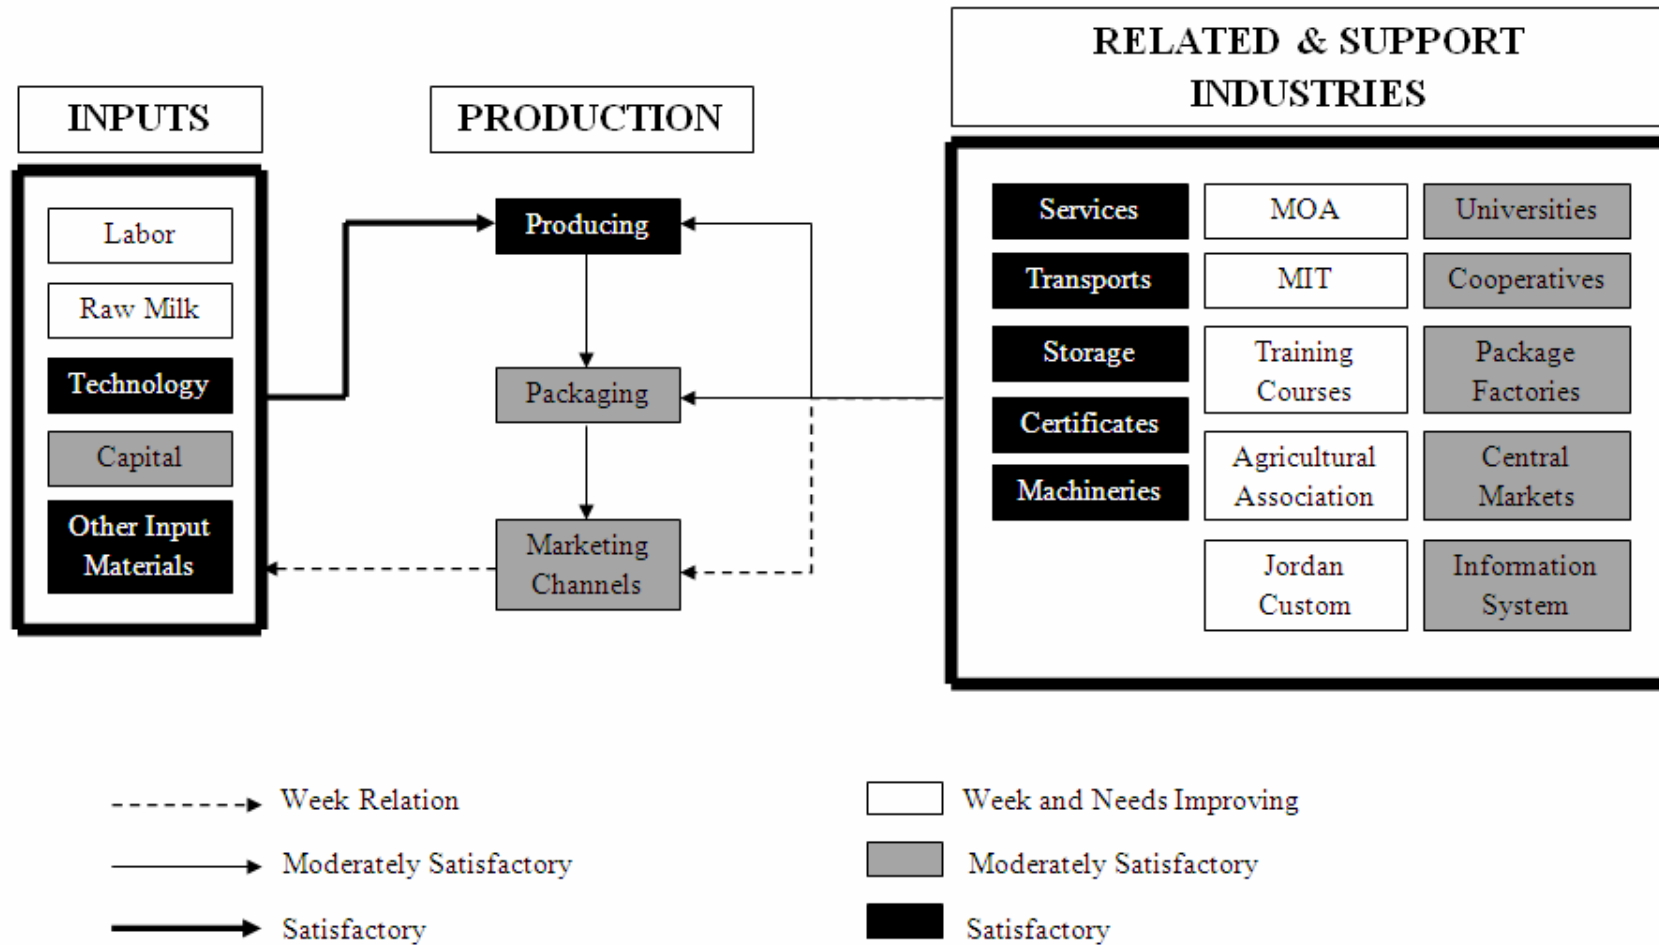 RELATED & SUPPORT
INDUSTRIES
INPUTS
PRODUCTION
Labor
Raw Milk
Technology
Capital
Other Input
Materials
Producing
Packaging
Marketing
Channels
Services
Transports
Storage
Certificates
Machineries
MOA
MIT
Training
Courses
Agricultural
Association
Jordan
Custom
Universities
Cooperatives
Package
Factories
Central
Markets
Information
System
Week Relation
Moderately Satisfactory
Satisfactory
Week and Needs Improving
Moderately Satisfactory
Satisfactory